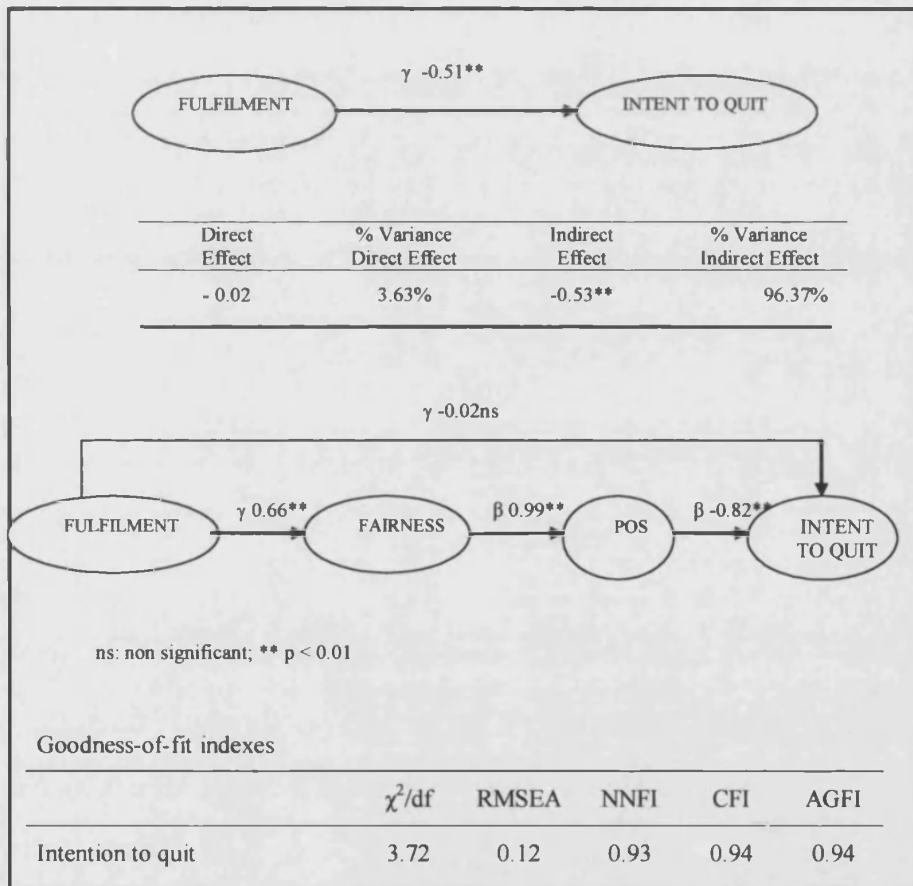 γ -0.51**
FULFILMENT INTENT TO QUIT
Direct % Variance Indirect % Variance
Effect Direct Effect Effect Indirect Effect
- 0.02 3.63% -0.53** 96.37%
γ -0.02ns
γ 0.66** β 0.99** β -0.82**
FULFILMENT FAIRNESS POS INTENT
TO QUIT
ns: non significant; ** p < 0.01
Goodness-of-fit indexes
χ²/df RMSEA NNFI CFI AGFI
Intention to quit 3.72 0.12 0.93 0.94 0.94